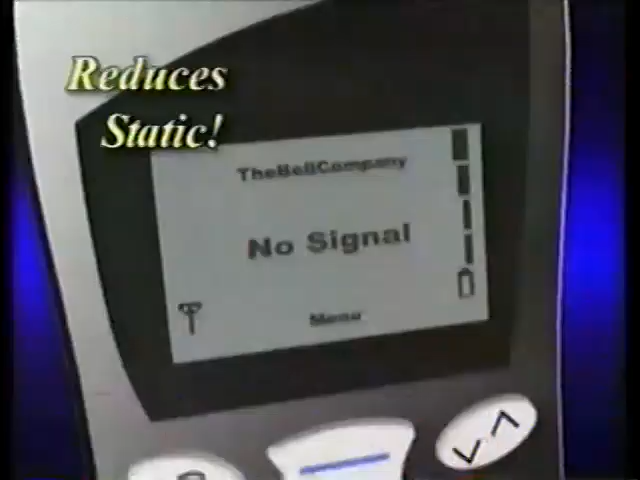 Reduces
Static!
TheBellCompany
No Signal
Menu